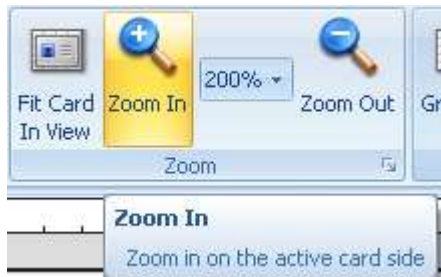 Fit Card
In View
Zoom In
200%
Zoom Out
Gr
Zoom
Zoom In
Zoom in on the active card side